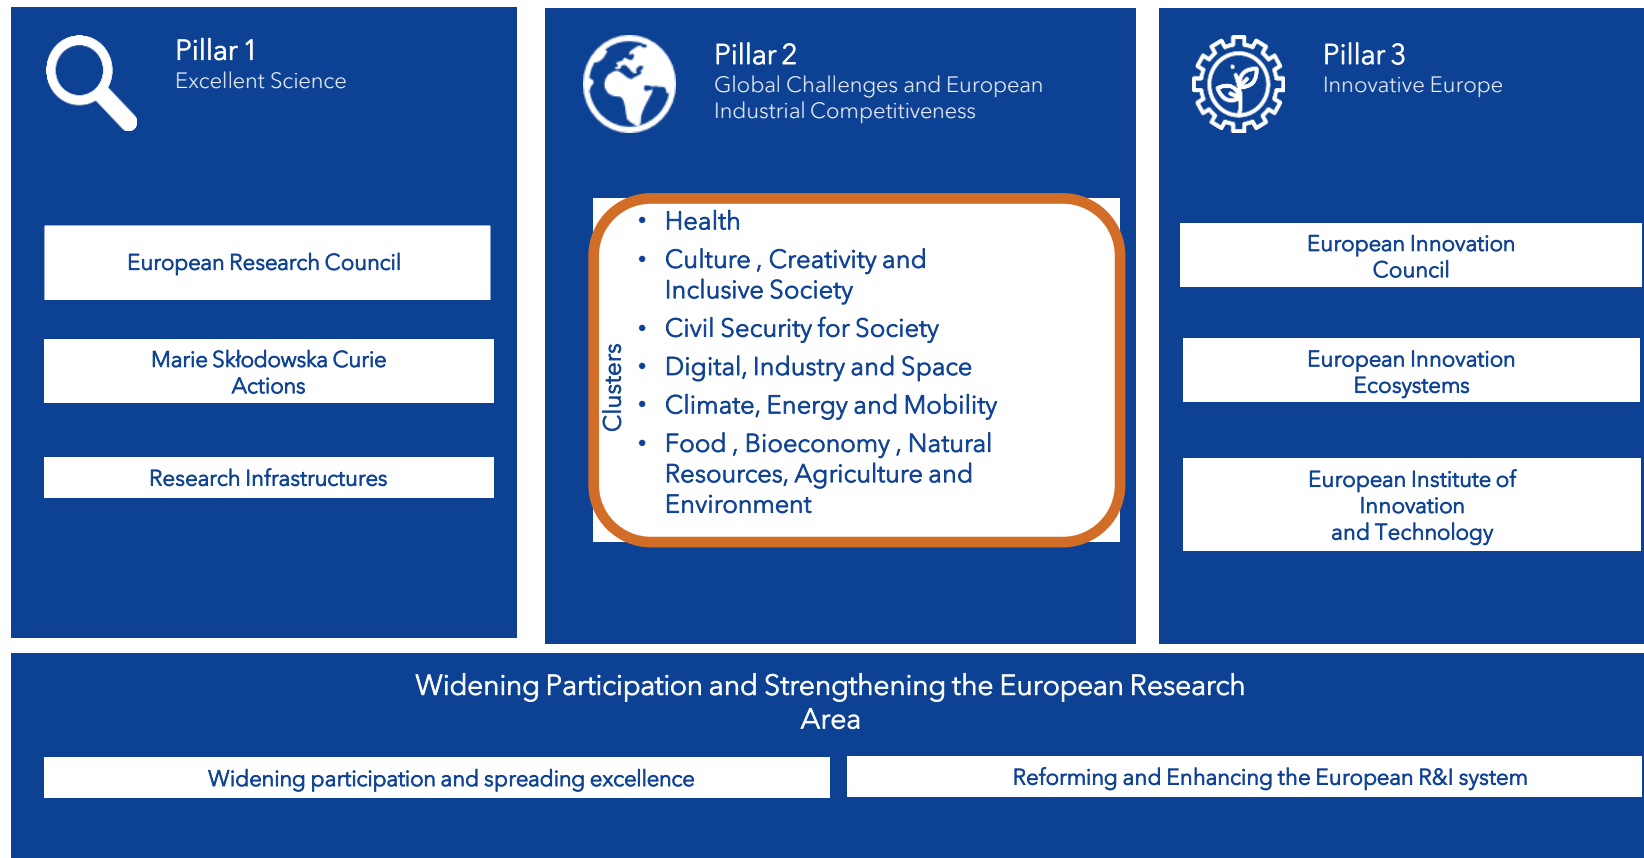 Pillar 1
Excellent Science
European Research Council
Marie Skłodowska Curie
Actions
Research Infrastructures
Pillar 2
Global Challenges and European
Industrial Competitiveness
Clusters
• Health
• Culture , Creativity and
Inclusive Society
• Civil Security for Society
• Digital, Industry and Space
• Climate, Energy and Mobility
• Food , Bioeconomy , Natural
Resources, Agriculture and
Environment
Pillar 3
Innovative Europe
European Innovation
Council
European Innovation
Ecosystems
European Institute of
Innovation
and Technology
Widening Participation and Strengthening the European Research
Area
Widening participation and spreading excellence
Reforming and Enhancing the European R&I system